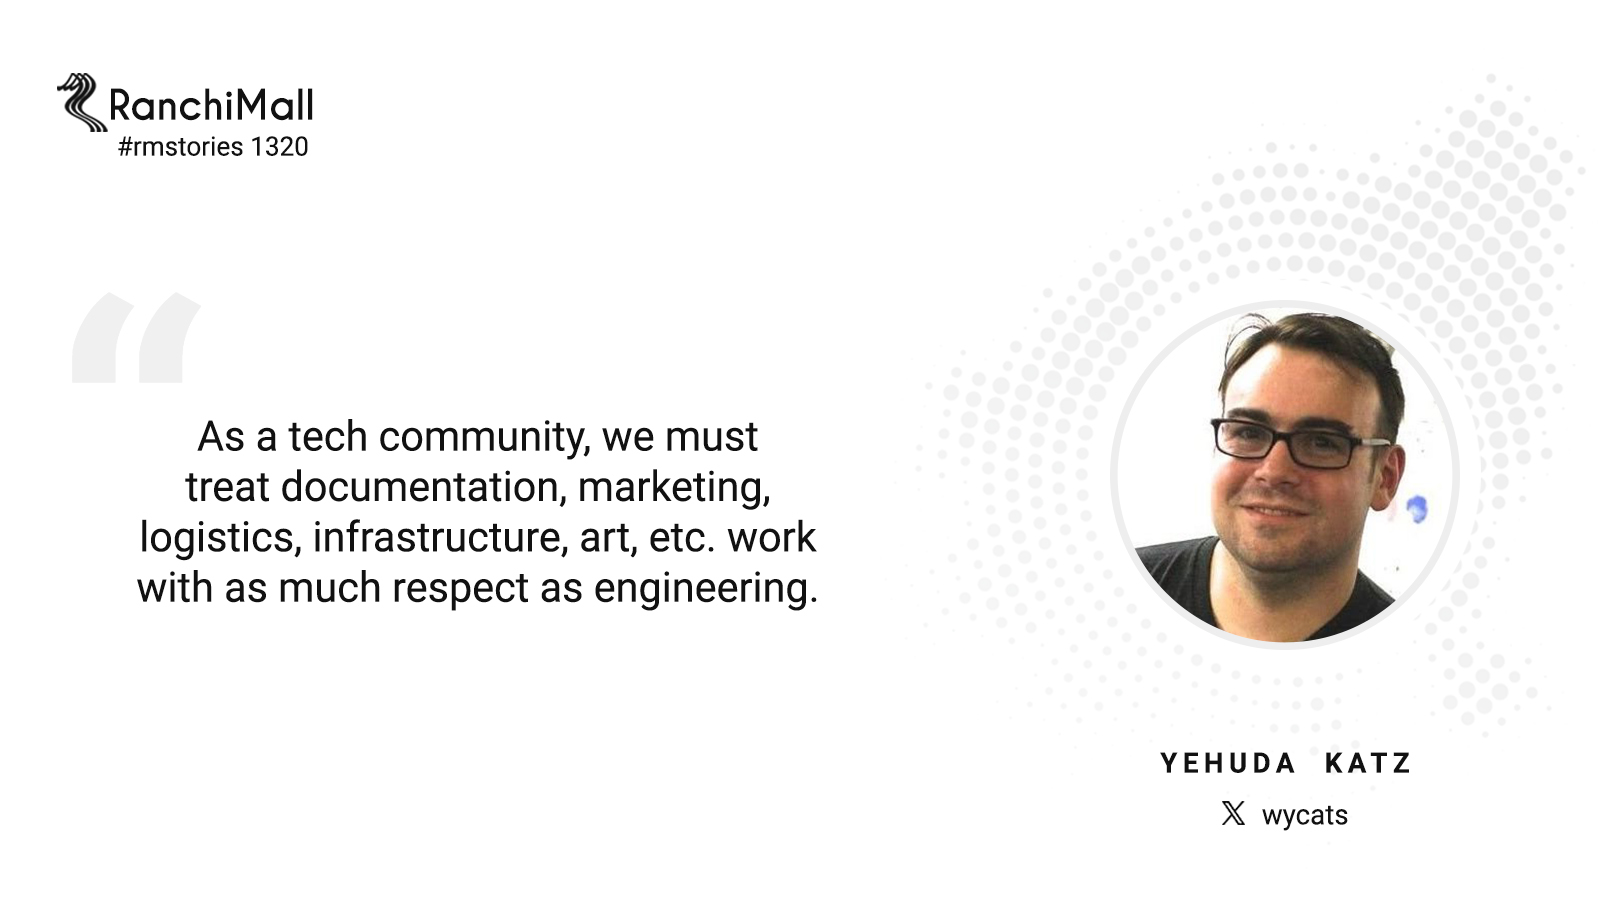 RanchiMall
#rmstories 1320
“
As a tech community, we must
treat documentation, marketing,
logistics, infrastructure, art, etc. work
with as much respect as engineering.
YEHUDA KATZ
𝕏 wycats